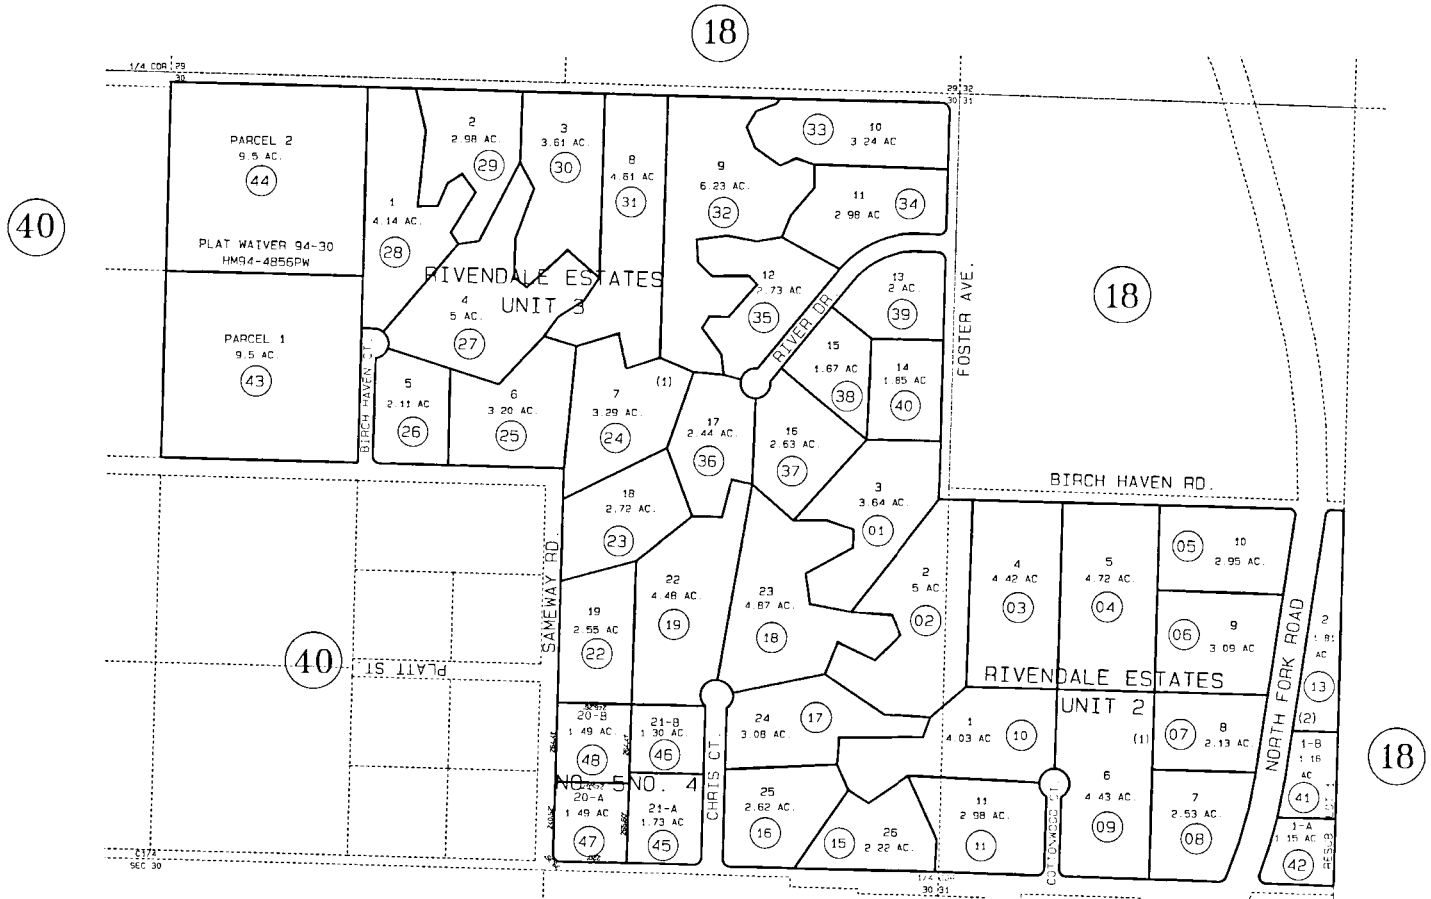 18
1/4 COR
29
30
29 32
30 31
PARCEL 2
9.5 AC.
44
PLAT WAIVER 94-30
HM94-4856PW
40
PARCEL 1
9.5 AC.
43
1
4.14 AC.
28
2
2.98 AC.
29
3
3.61 AC.
30
8
4.61 AC
31
9
6.23 AC.
32
33
10
3.24 AC
11
2.98 AC
34
RIVENDALE ESTATES
UNIT 3
4
5 AC.
27
12
2.73 AC
35
13
2 AC.
39
RIVER DR
FOSTER AVE.
18
BIRCH HAVEN CT.
5
2.11 AC
26
6
3.20 AC.
25
(1)
7
3.29 AC.
24
15
1.67 AC
38
14
1.85 AC
40
17
2.44 AC.
36
16
2.63 AC.
37
18
2.72 AC.
23
3
3.64 AC.
01
BIRCH HAVEN RD.
SAMEWAY RD.
19
2.55 AC
22
22
4.48 AC.
19
23
4.87 AC.
18
2
5 AC.
02
4
4.42 AC
03
5
4.72 AC.
04
05
10
2.95 AC.
06
9
3.09 AC.
40
PLATT ST
RIVENDALE ESTATES
UNIT 2
(1)
NORTH FORK ROAD
2
1.81
AC
13
(2)
20-B
1.49 AC.
48
21-B
1.30 AC.
46
NO. 5
NO. 4
20-A
1.49 AC
47
21-A
1.73 AC
45
CHRIS CT.
24
3.08 AC.
17
1
4.03 AC
10
07
8
2.13 AC.
18
1-B
1.16
AC
41
25
2.62 AC.
16
15
26
2.22 AC.
11
2.98 AC
11
COTTONWOOD CT.
6
4.43 AC.
09
7
2.53 AC.
08
1-A
1.15 AC
42
RESUB LOT 1
C1/4
SEC 30
1/4 COR
30 31